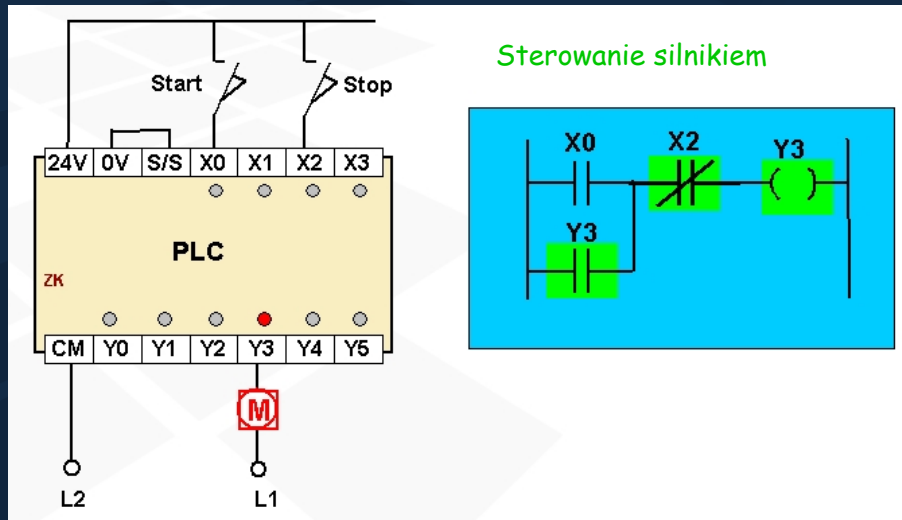 Sterowanie silnikiem
Start
Stop
24V 0V S/S X0 X1 X2 X3
PLC
ZK
CM Y0 Y1 Y2 Y3 Y4 Y5
M
L2 L1
X0 X2 Y3
Y3